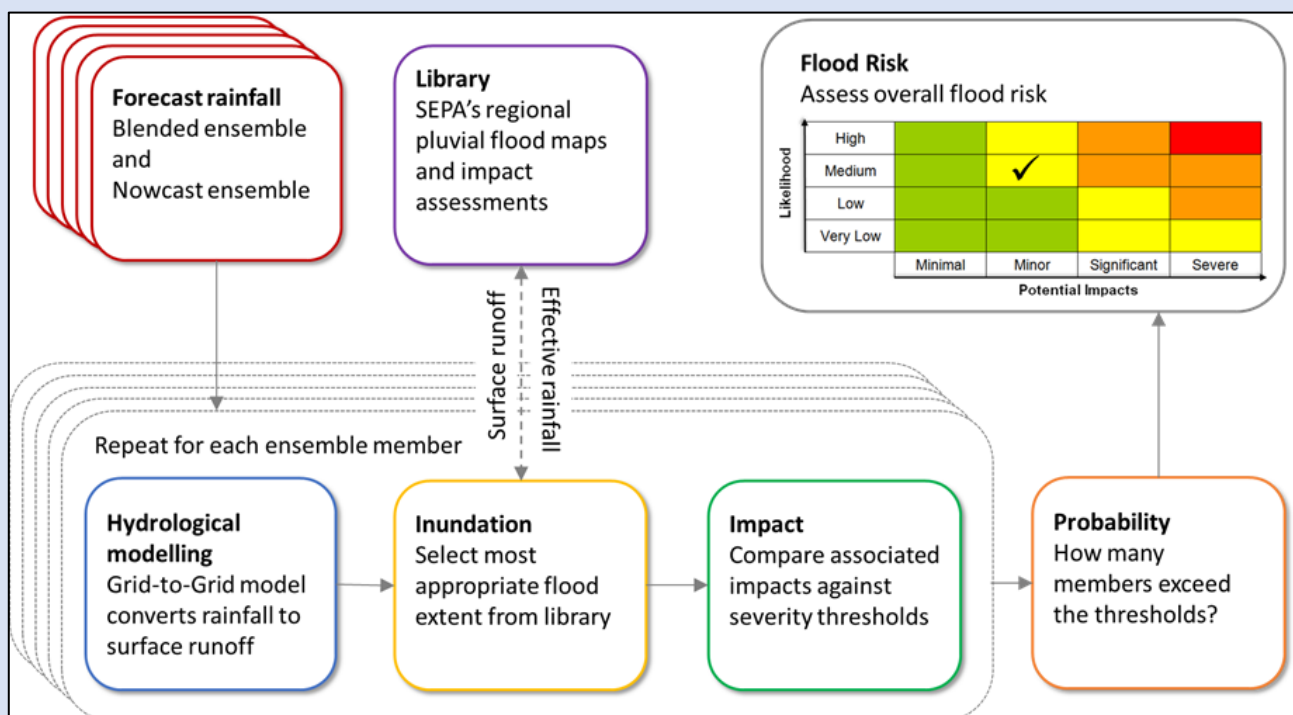 Forecast rainfall
Blended ensemble
and
Nowcast ensemble
Library
SEPA's regional
pluvial flood maps
and impact
assessments
Flood Risk
Assess overall flood risk
Likelihood
High
Medium
Low
Very Low
Minimal
Minor
Significant
Severe
Potential Impacts
Surface runoff
Effective rainfall
Repeat for each ensemble member
Hydrological
modelling
Grid-to-Grid model
converts rainfall to
surface runoff
Inundation
Select most
appropriate flood
extent from library
Impact
Compare associated
impacts against
severity thresholds
Probability
How many
members exceed
the thresholds?